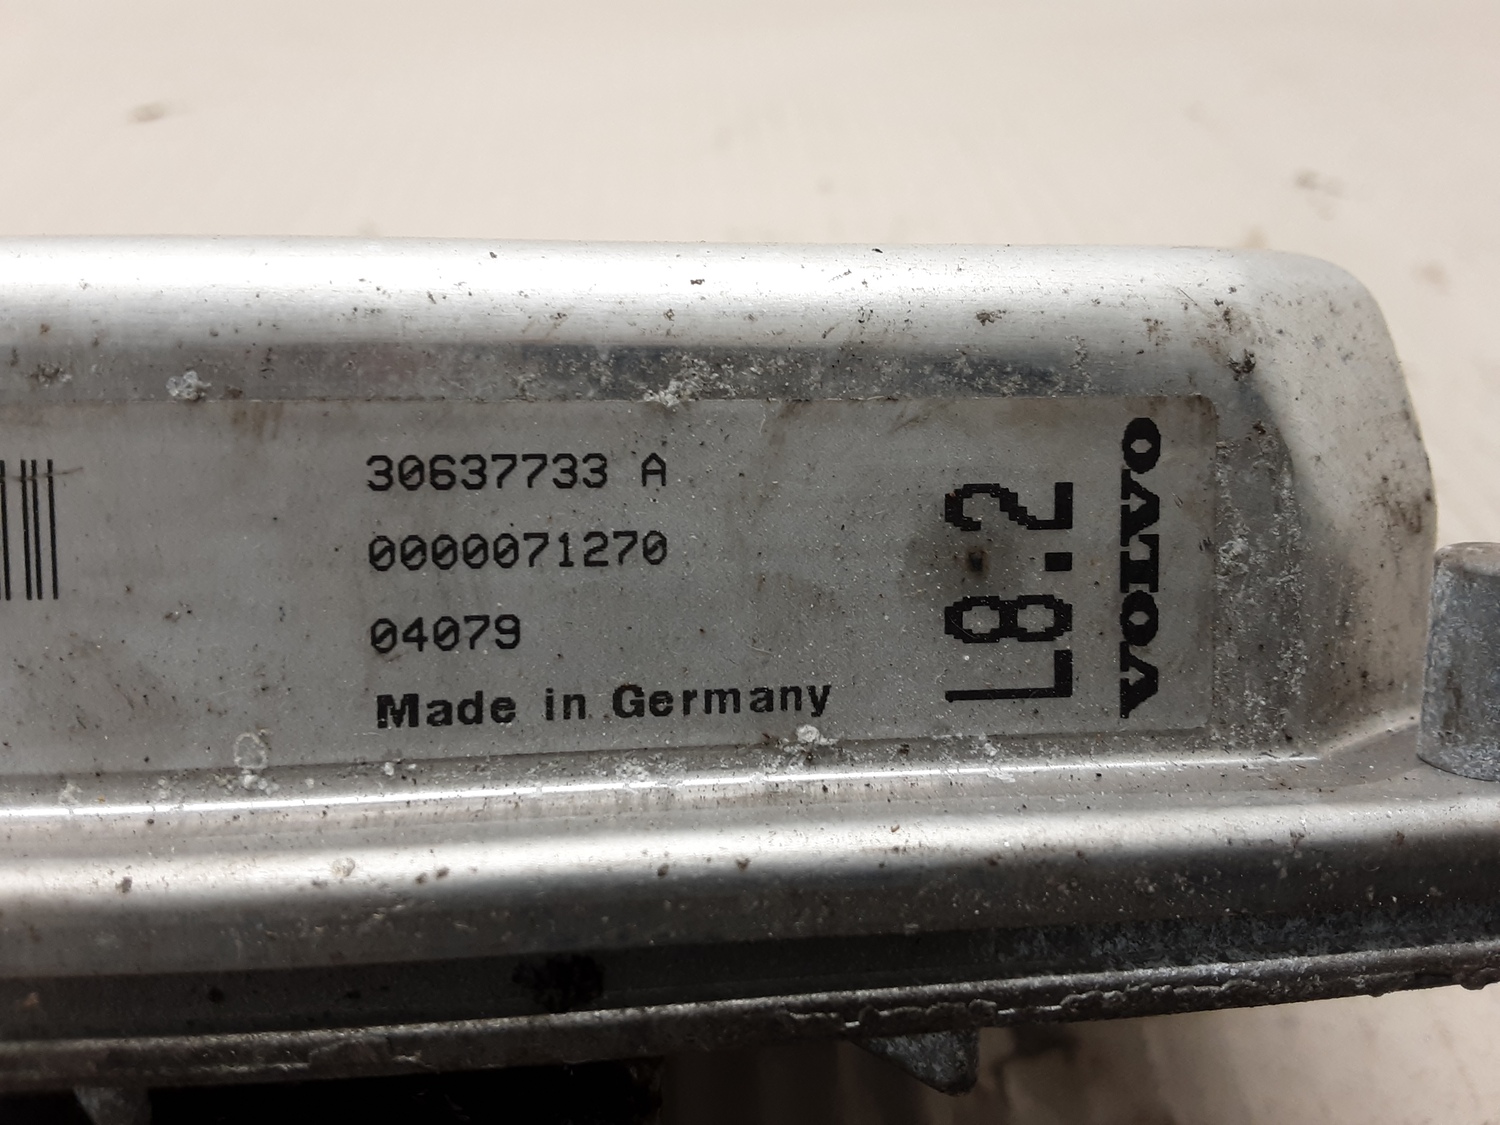 30637733 A
0000071270
04079
Made in Germany
L8.2
VOLVO